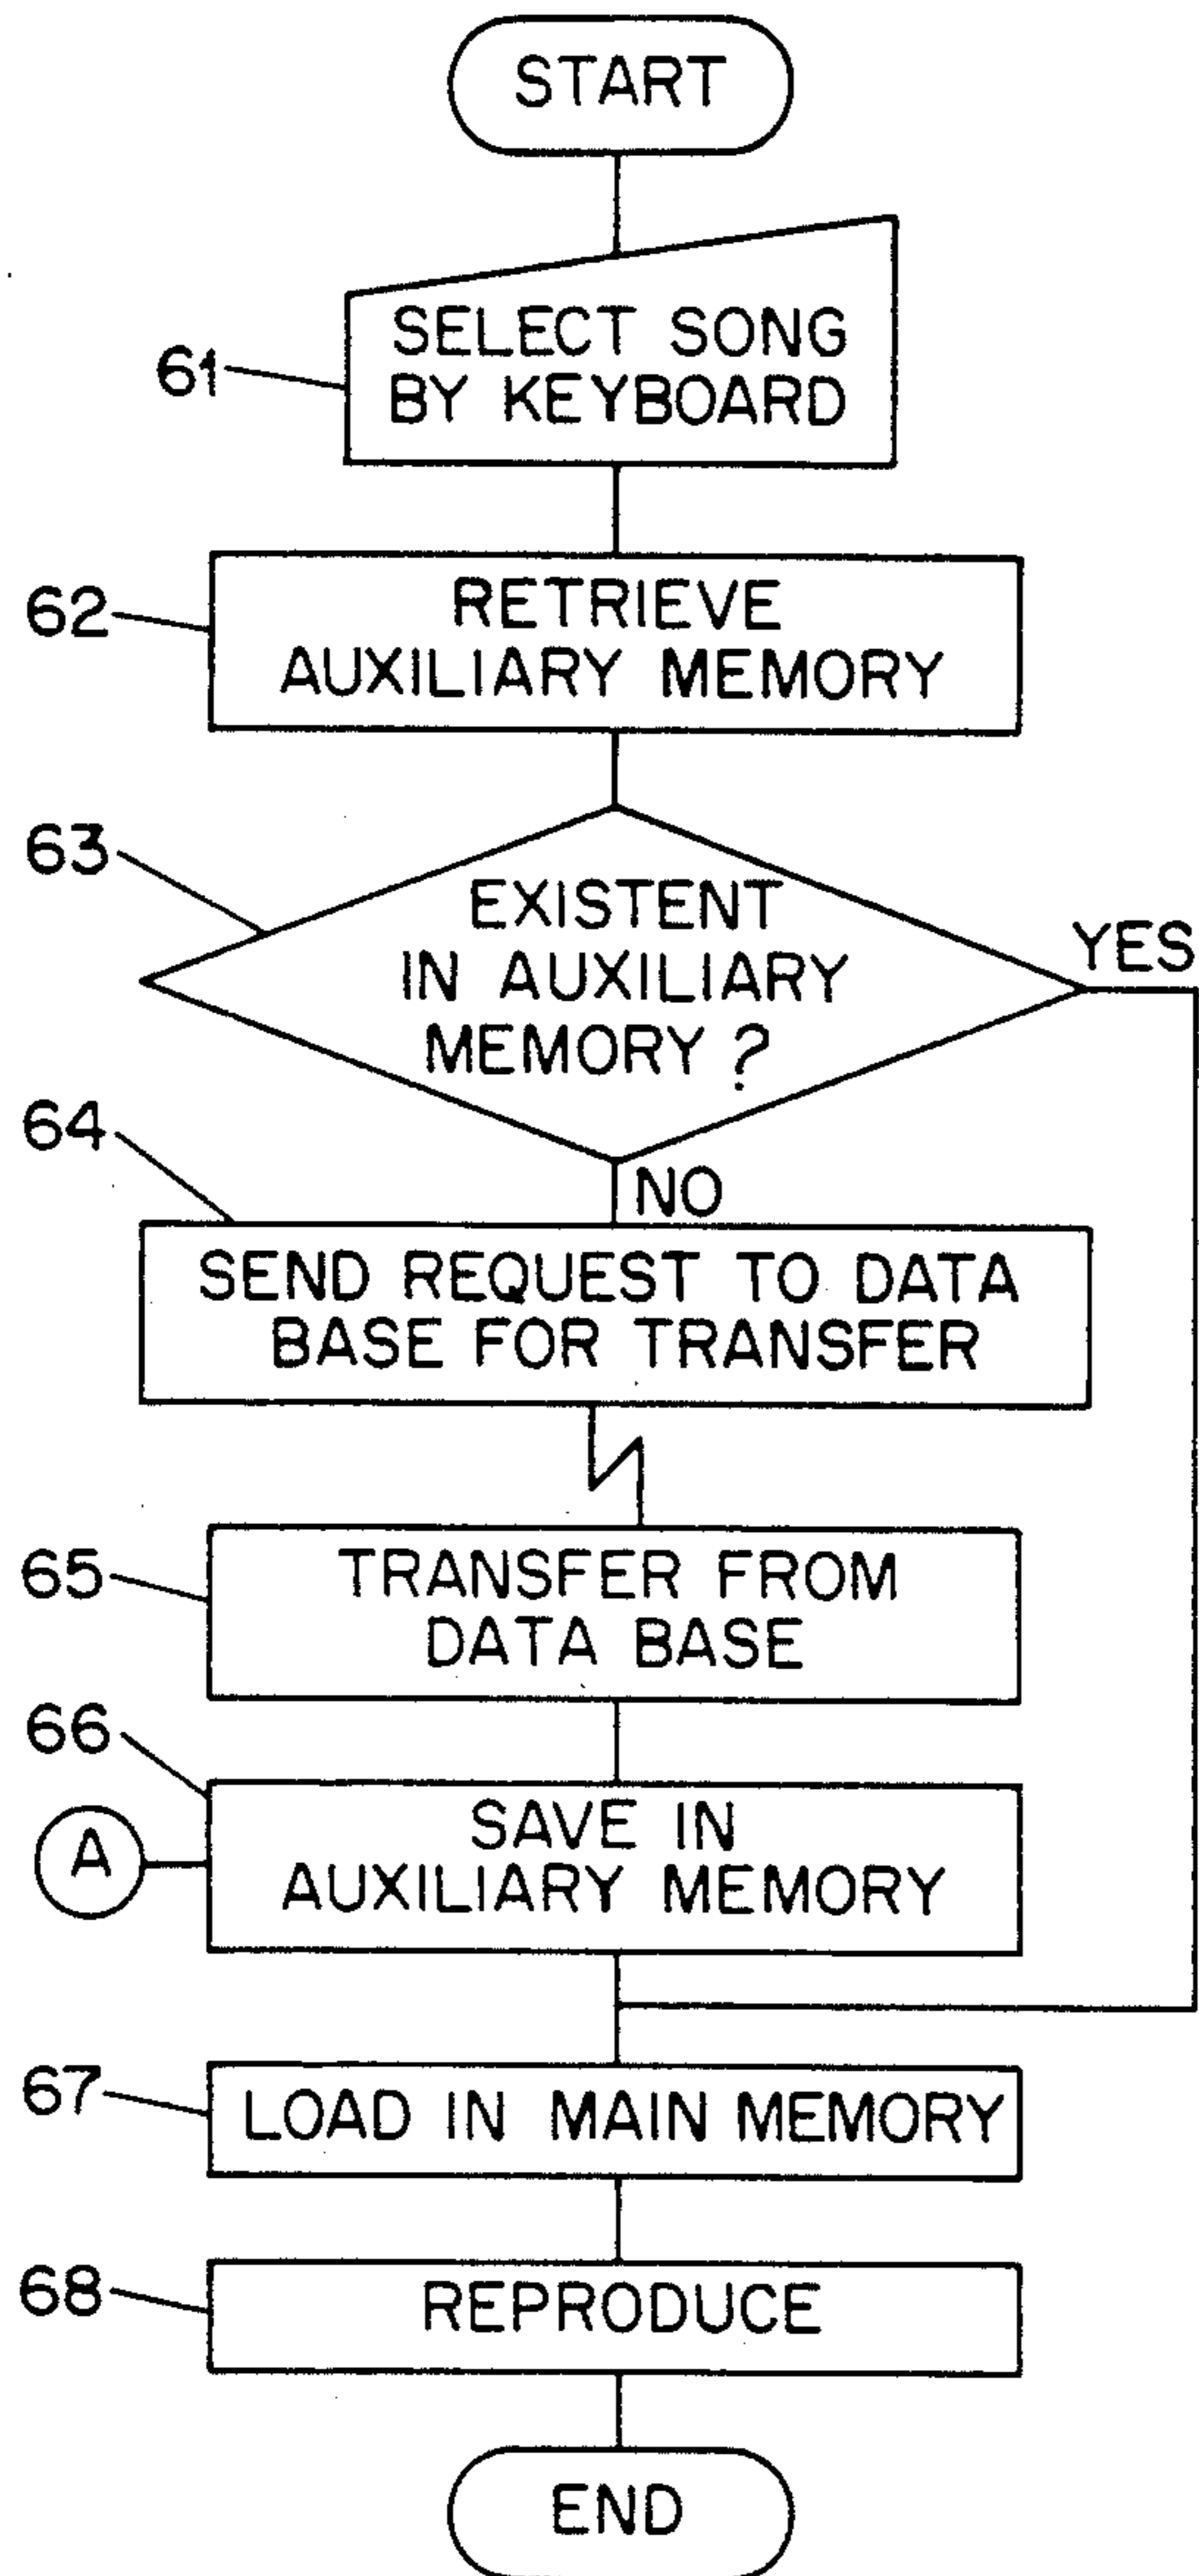 START
61
SELECT SONG
BY KEYBOARD
62
RETRIEVE
AUXILIARY MEMORY
63
EXISTENT
IN AUXILIARY
MEMORY ?
YES
64
NO
SEND REQUEST TO DATA
BASE FOR TRANSFER
65
TRANSFER FROM
DATA BASE
66
A
SAVE IN
AUXILIARY MEMORY
67
LOAD IN MAIN MEMORY
68
REPRODUCE
END